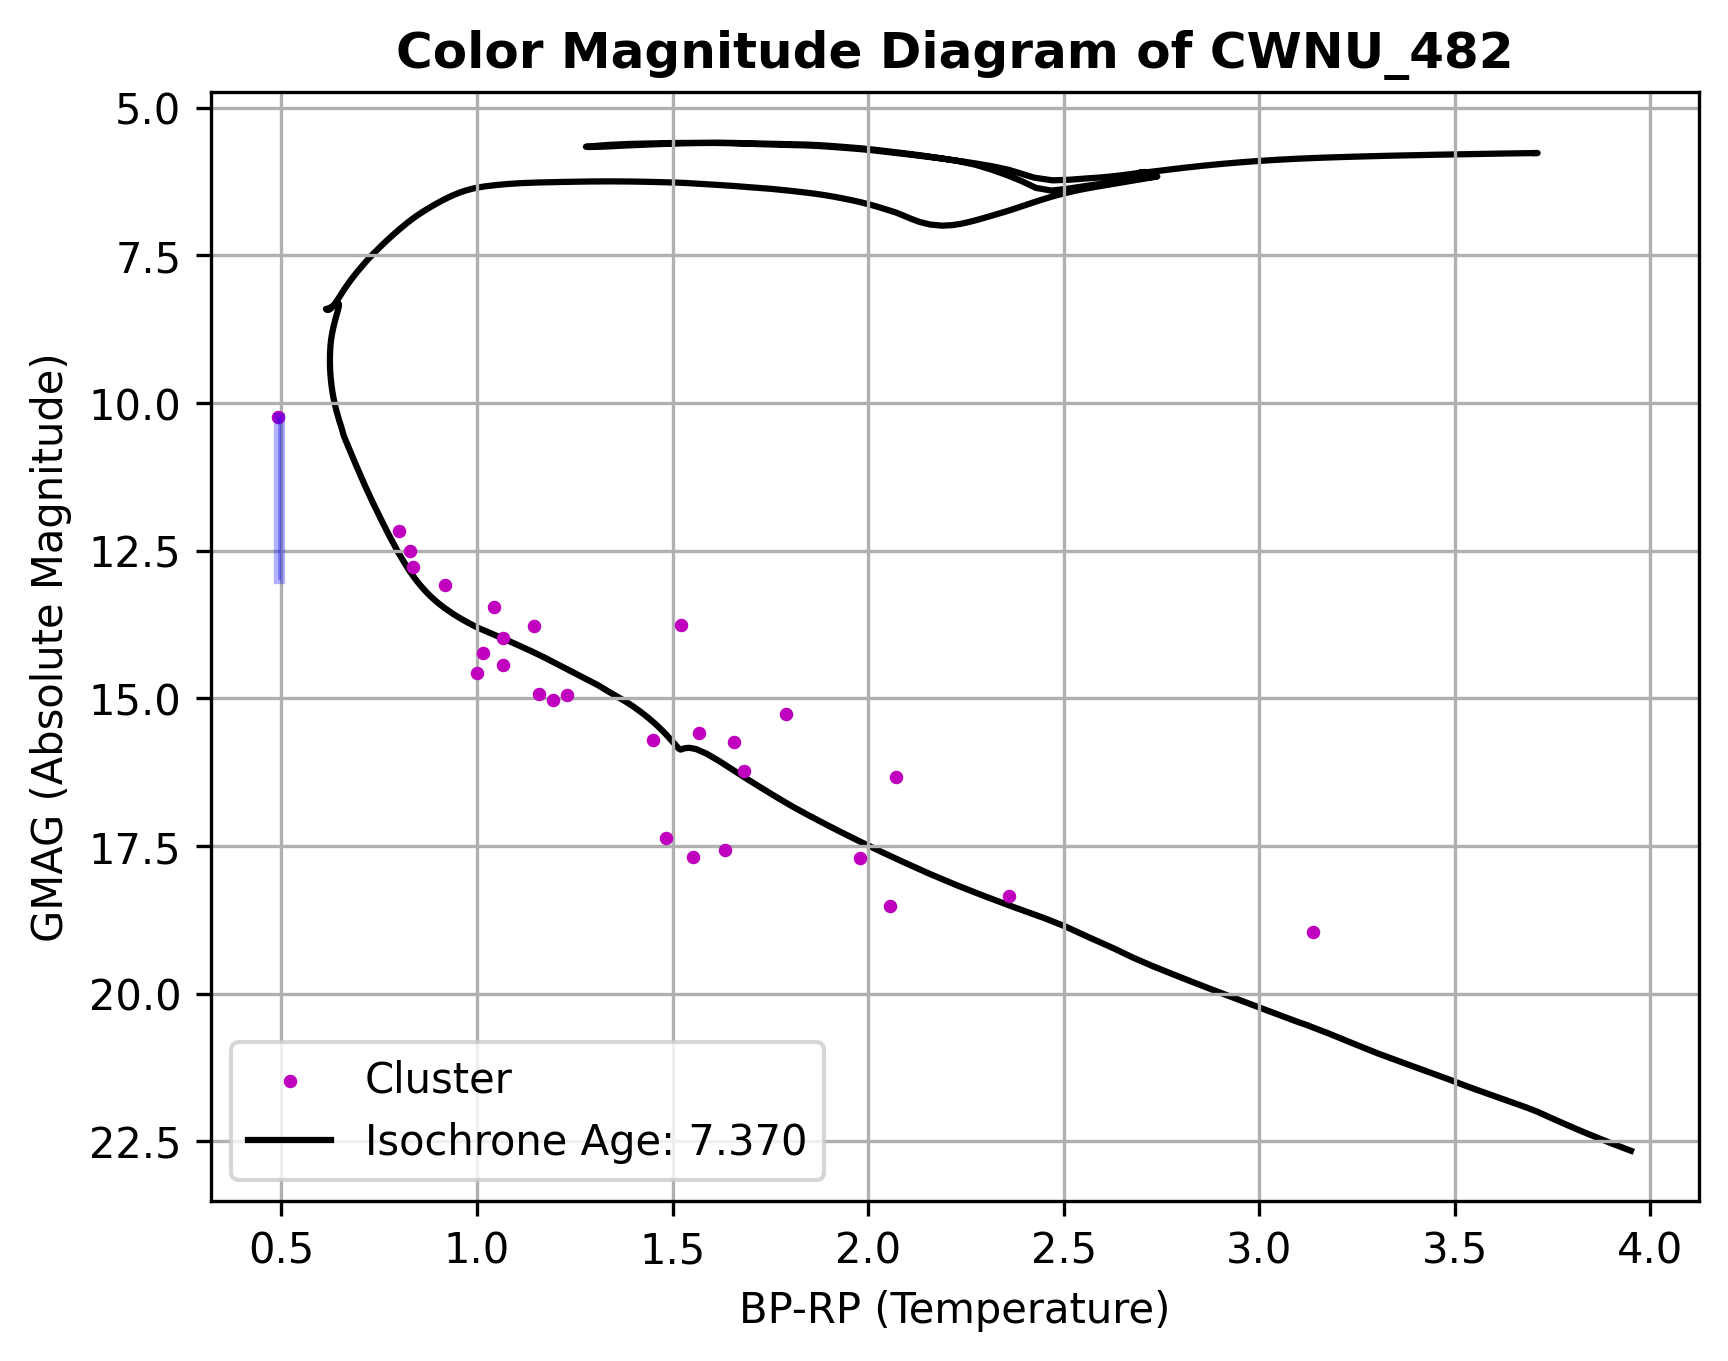 Color Magnitude Diagram of CWNU_482
GMAG (Absolute Magnitude)
5.0
7.5
10.0
12.5
15.0
17.5
20.0
22.5
Cluster
Isochrone Age: 7.370
0.5 1.0 1.5 2.0 2.5 3.0 3.5 4.0
BP-RP (Temperature)